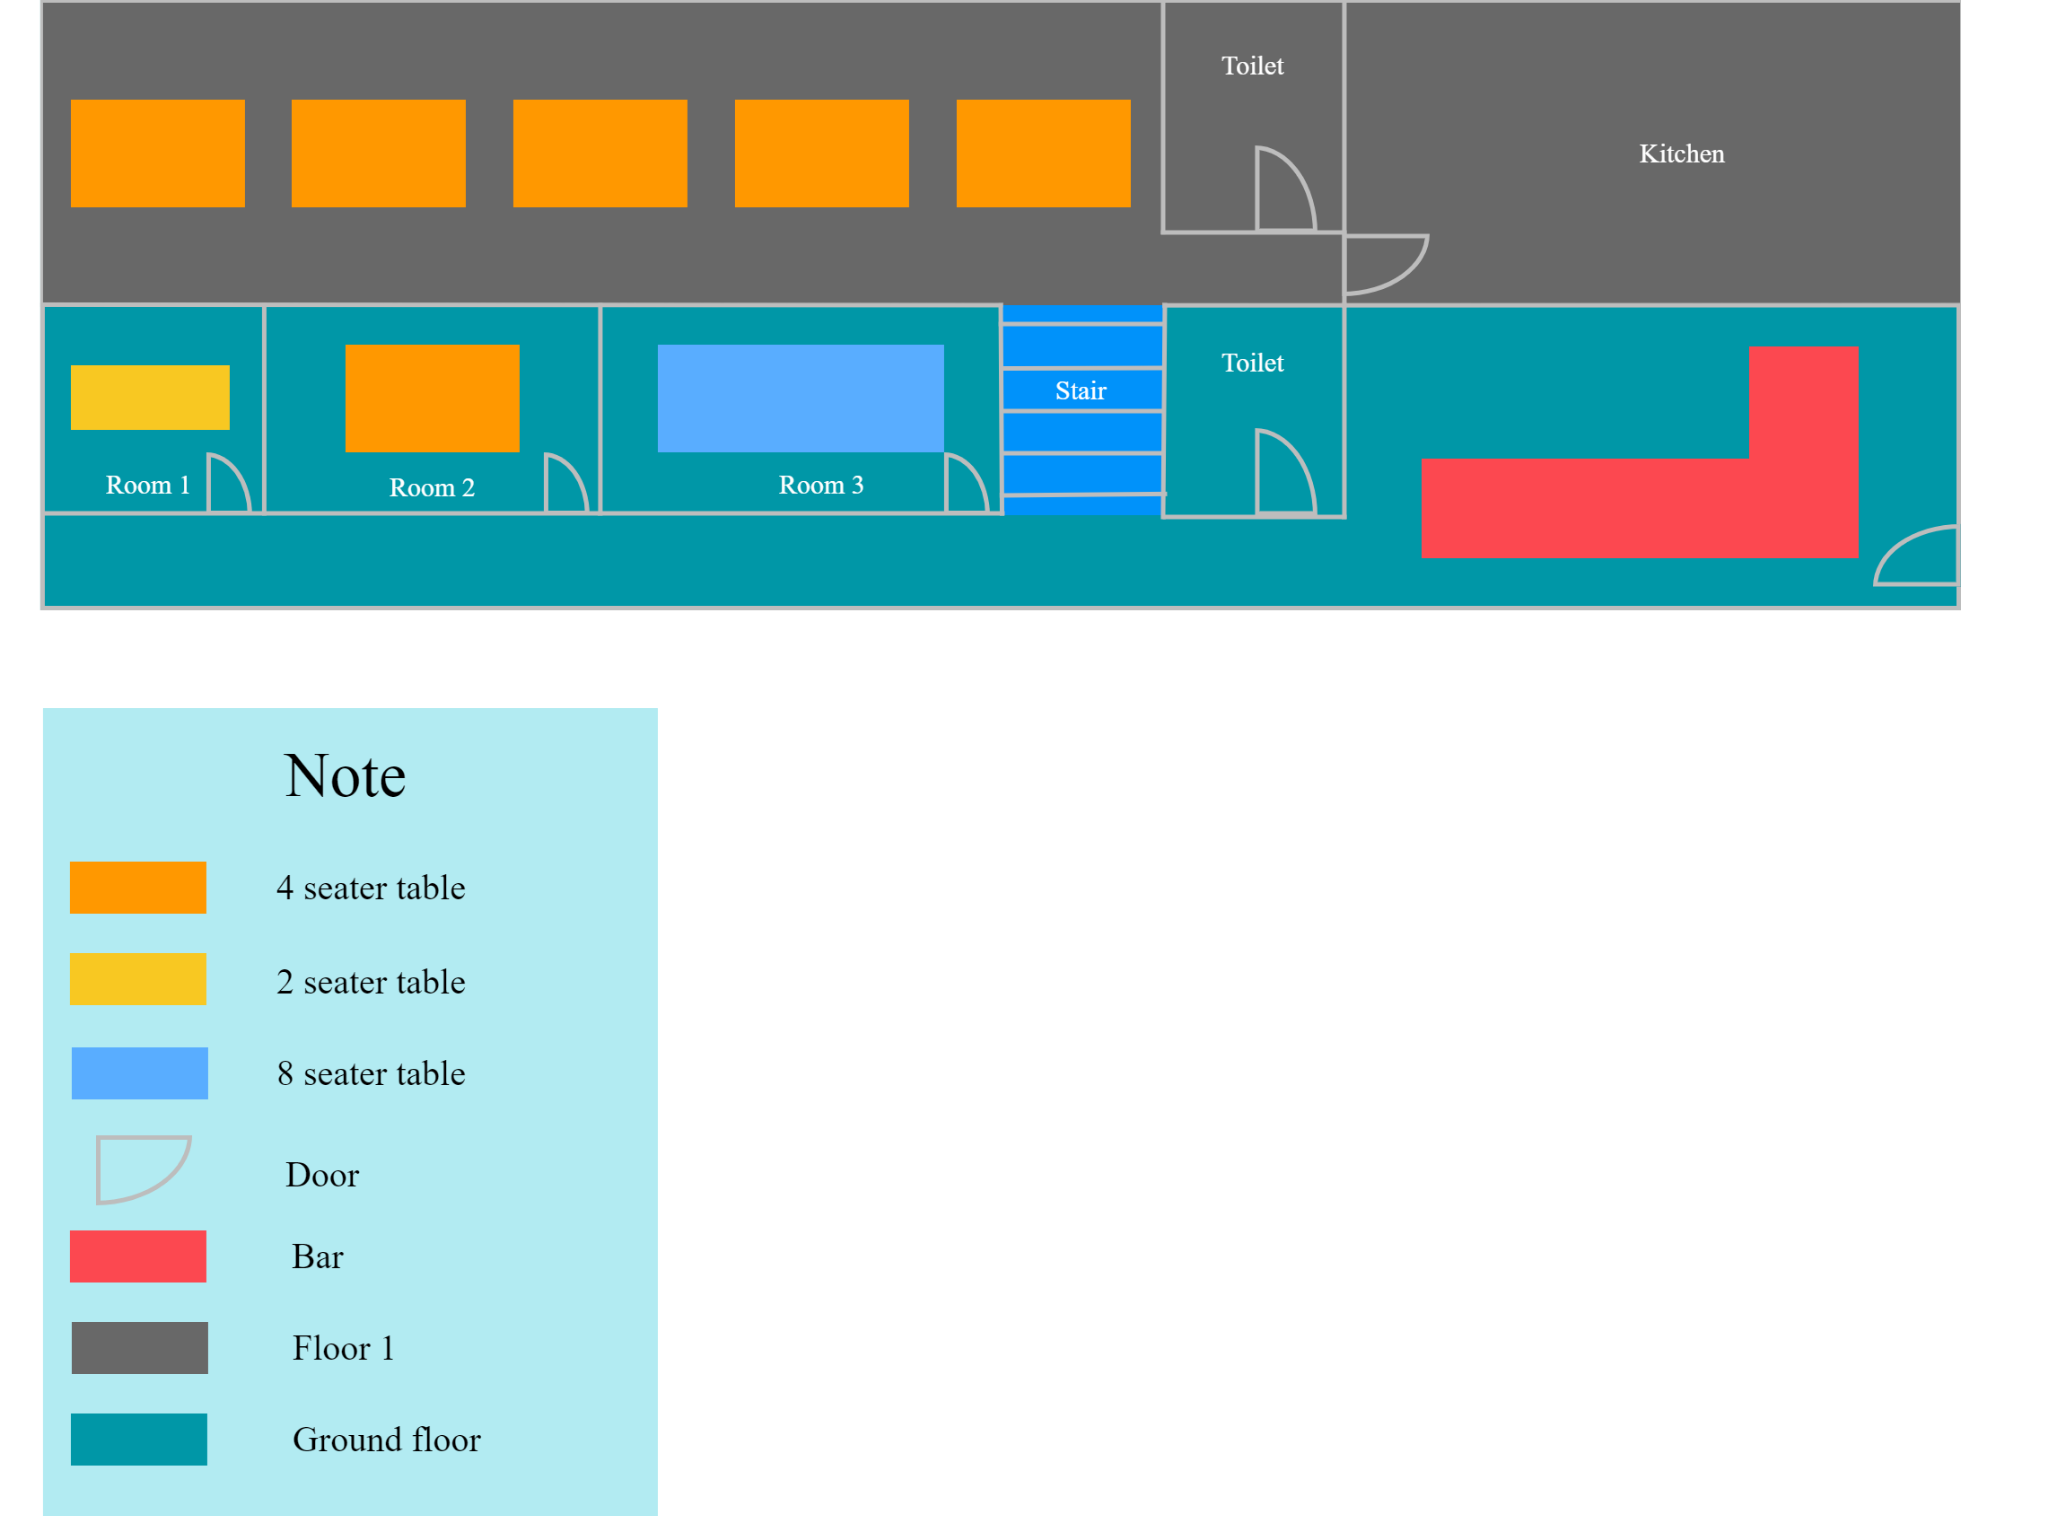 Toilet
Kitchen
Toilet
Stair
Room 1
Room 2
Room 3
Note
4 seater table
2 seater table
8 seater table
Door
Bar
Floor 1
Ground floor